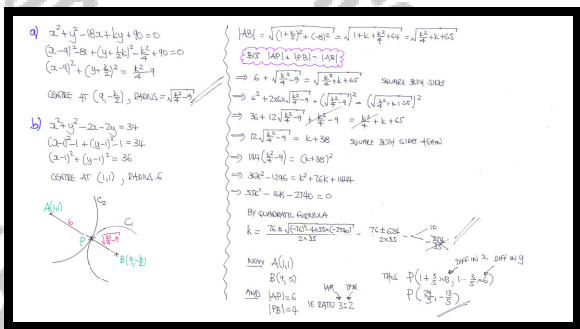 a) x²+y²-18x+ky+90=0
(x-9)²-81+(y+½k)²-k²/4+90=0
(x-9)²+(y+k/2)²=k²/4-9
CENTRE AT (9,-k/2), RADIUS=√(k²/4-9)
b) x²+y²-2x-2y=34
(x-1)²-1+(y-1)²-1=34
(x-1)²+(y-1)²=36
CENTRE AT (1,1), RADIUS 6
A(1,1)
6
C₂
C₁
P
√(k²/4-9)
B(9,-k/2)
|AB|=√((1+k/2)²+(-8)²)=√(1+k+k²/4+64)=√(k²/4+k+65)
BUT |AP|+|PB|=|AB|
⇒ 6+√(k²/4-9)=√(k²/4+k+65) SQUARE BOTH SIDES
⇒ 6²+2×6×√(k²/4-9)+(√(k²/4-9))²=(√(k²/4+k+65))²
⇒ 36+12√(k²/4-9)+k²/4-9=k²/4+k+65
⇒ 12√(k²/4-9)=k+38 SQUARE BOTH SIDES AGAIN
⇒ 144(k²/4-9)=(k+38)²
⇒ 36k²-1296=k²+76k+1444
⇒ 35k²-76k-2740=0
BY QUADRATIC FORMULA
k=(76±√((-76)²-4×35×(-2740)))/(2×35) = (76±624)/(2×35) = 10
-274/35
NOW A(1,1)
B(9,-5)
AND |AP|=6
|PB|=4 IE RATIO 3:2
|AP| |PB|
DIFF IN x DIFF IN y
THUS P(1+3/5×8, 1-3/5×6)
P(29/5,-13/5)